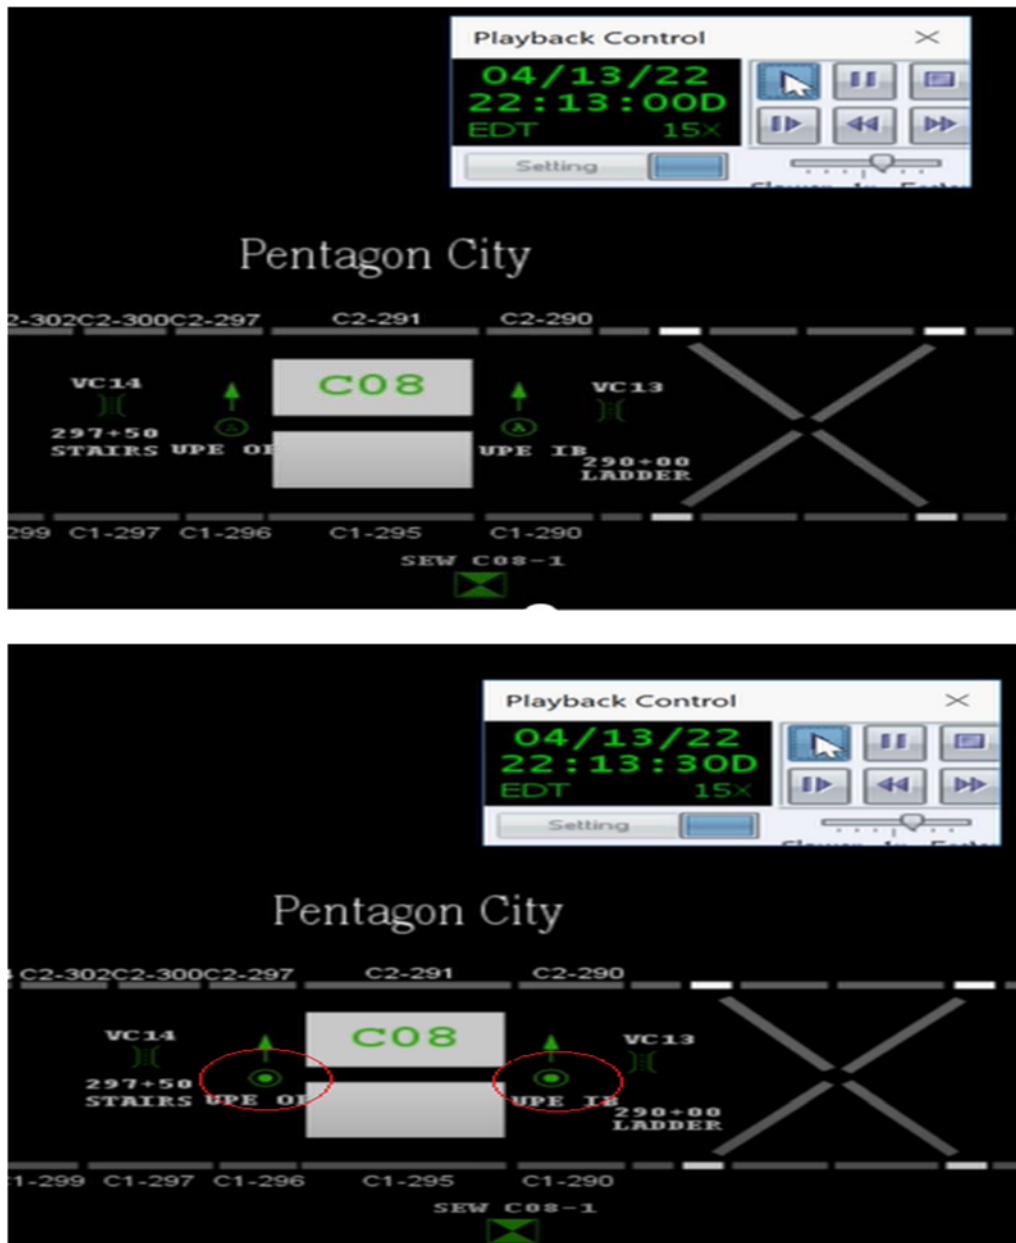 Playback Control
04/13/22
22:13:00D
EDT 15X
Setting
Pentagon City
2-302C2-300C2-297 C2-291 C2-290
C08
VC14 VC13
A
297+50
STAIRS UPE O UPE IB
290+00
LADDER
299 C1-297 C1-296 C1-295 C1-290
SEW C08-1
Playback Control
04/13/22
22:13:30D
EDT 15X
Setting
Pentagon City
C2-302C2-300C2-297 C2-291 C2-290
C08
VC14 VC13
297+50
STAIRS UPE O UPE IB
290+00
LADDER
1-299 C1-297 C1-296 C1-295 C1-290
SEW C08-1